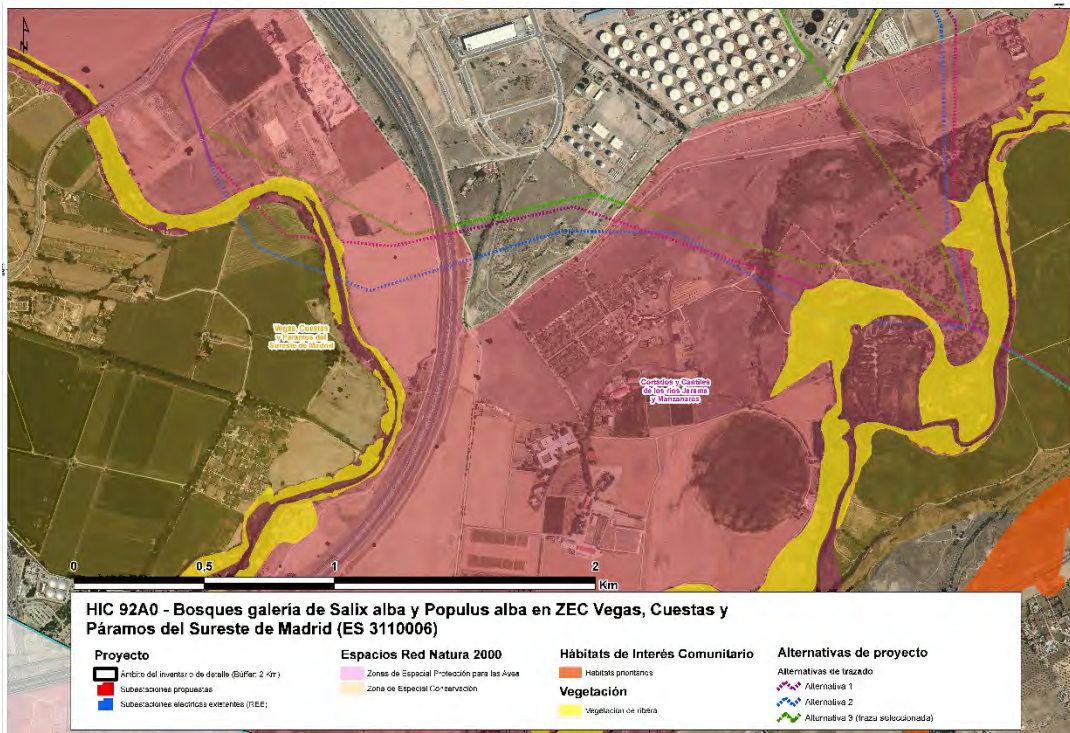 Vegas, Cuestas
y Páramos del
Sureste de Madrid
Cortados y Cantiles
de los ríos Jarama
y Manzanares
0 0,5 1 2
Km
HIC 92A0 - Bosques galería de Salix alba y Populus alba en ZEC Vegas, Cuestas y
Páramos del Sureste de Madrid (ES 3110006)
Proyecto
Ámbito del inventario de detalle (Búffer: 2 Km)
Subestaciones propuestas
Subestaciones eléctricas existentes (REE)
Espacios Red Natura 2000
Zonas de Especial Protección para las Aves
Zona de Especial Conservación
Hábitats de Interés Comunitario
Hábitats prioritarios
Vegetación
Vegetación de ribera
Alternativas de proyecto
Alternativas de trazado
Alternativa 1
Alternativa 2
Alternativa 3 (traza seleccionada)